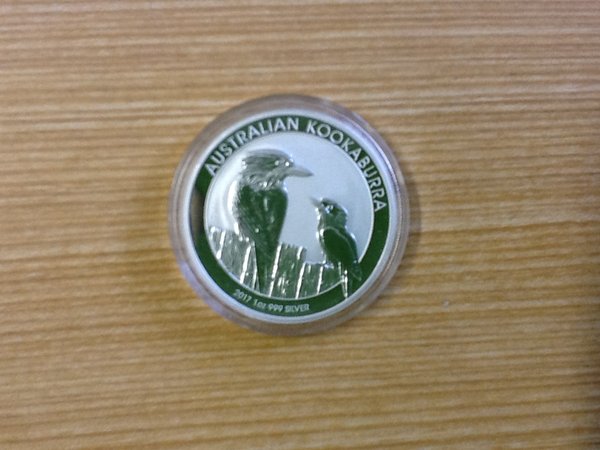 AUSTRALIAN KOOKABURRA
2017 1oz 999 SILVER